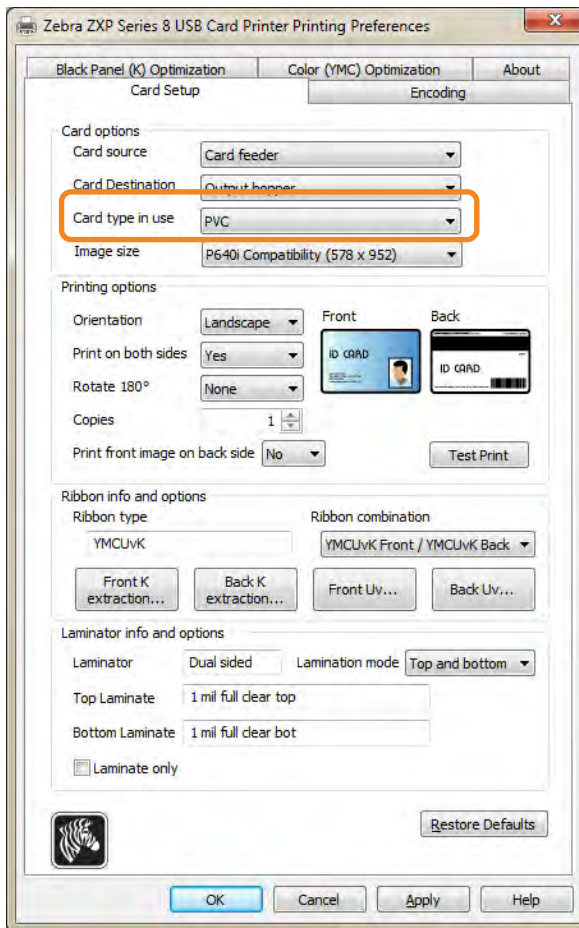 Zebra ZXP Series 8 USB Card Printer Printing Preferences
Black Panel (K) Optimization Color (YMC) Optimization About
Card Setup Encoding
Card options
Card source Card feeder
Card Destination Output hopper
Card type in use PVC
Image size P640i Compatibility (578 x 952)
Printing options
Orientation Landscape Front Back
Print on both sides Yes
ID CARD ID CARD
Rotate 180° None
Copies 1
Print front image on back side No Test Print
Ribbon info and options
Ribbon type Ribbon combination
YMCUvK YMCUvK Front / YMCUvK Back
Front K extraction... Back K extraction... Front Uv... Back Uv...
Laminator info and options
Laminator Dual sided Lamination mode Top and bottom
Top Laminate 1 mil full clear top
Bottom Laminate 1 mil full clear bot
Laminate only
Restore Defaults
OK Cancel Apply Help